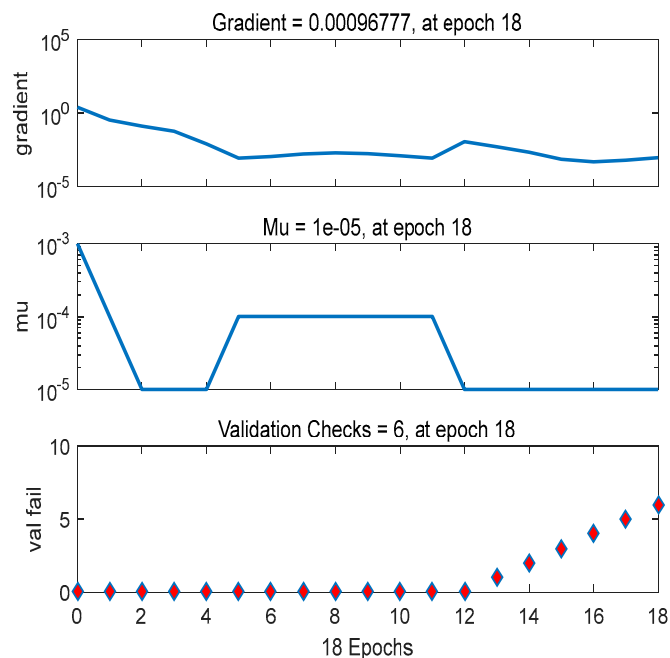 Gradient = 0.00096777, at epoch 18
10^5
10^0
10^-5
gradient
Mu = 1e-05, at epoch 18
10^-3
10^-4
10^-5
mu
Validation Checks = 6, at epoch 18
10
5
0
val fail
0 2 4 6 8 10 12 14 16 18
18 Epochs